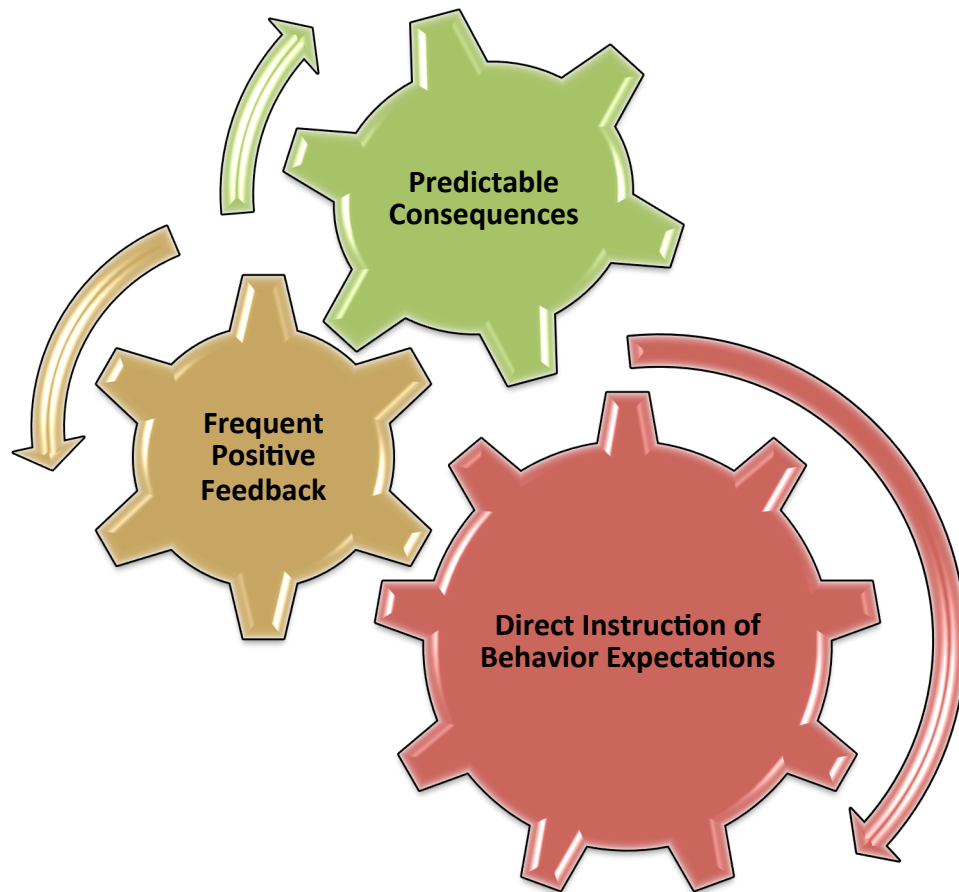 Predictable
Consequences
Frequent
Positive
Feedback
Direct Instruction of
Behavior Expectations